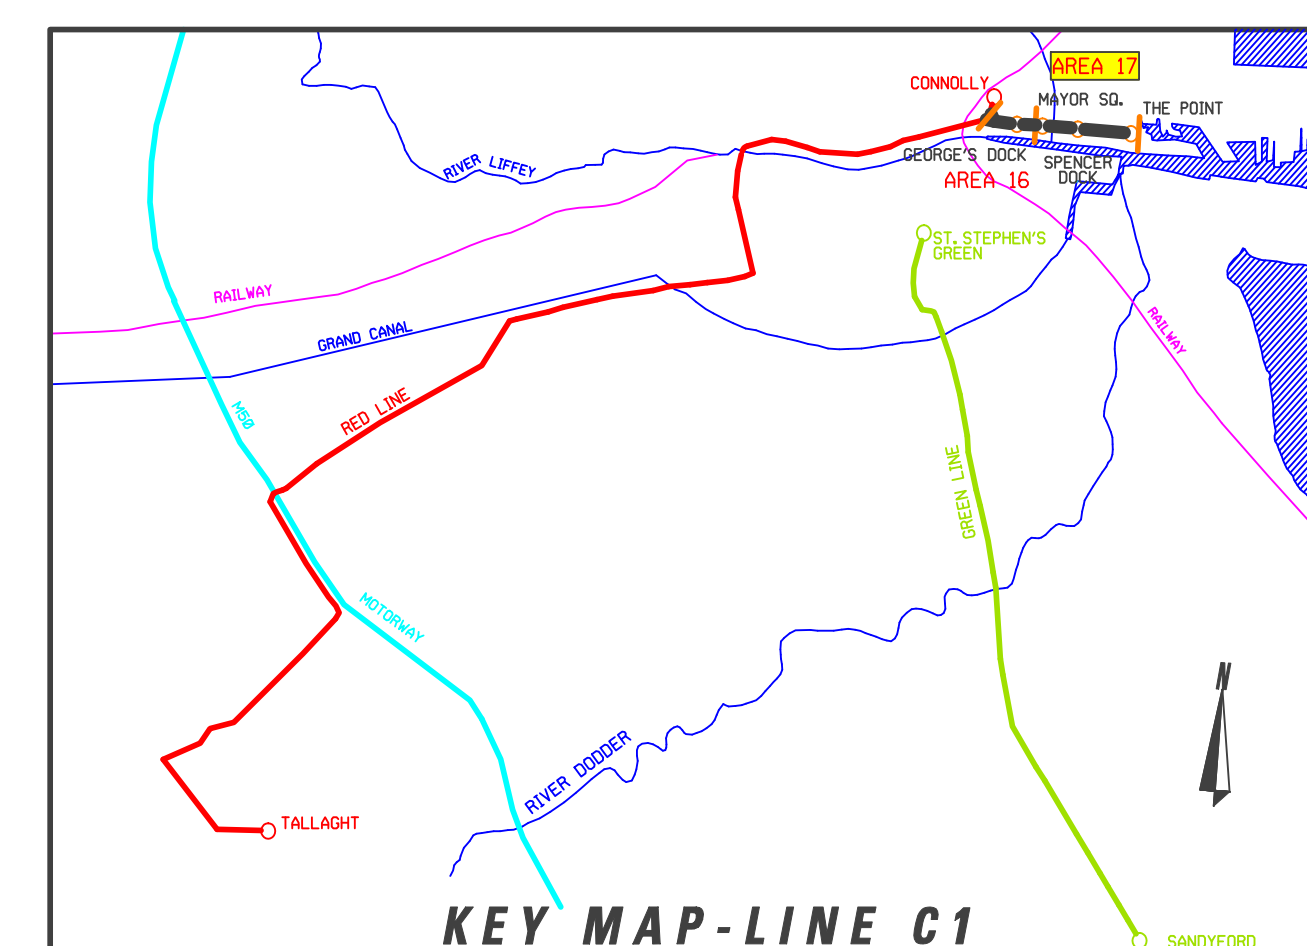 AREA 17
CONNOLLY
MAYOR SQ.
THE POINT
GEORGE'S DOCK
SPENCER
DOCK
AREA 16
RIVER LIFFEY
ST. STEPHEN'S
GREEN
RAILWAY
GRAND CANAL
RAILWAY
RED LINE
M50
GREEN LINE
MOTORWAY
N
RIVER DODDER
TALLAGHT
KEY MAP-LINE C1
SANDYFORD